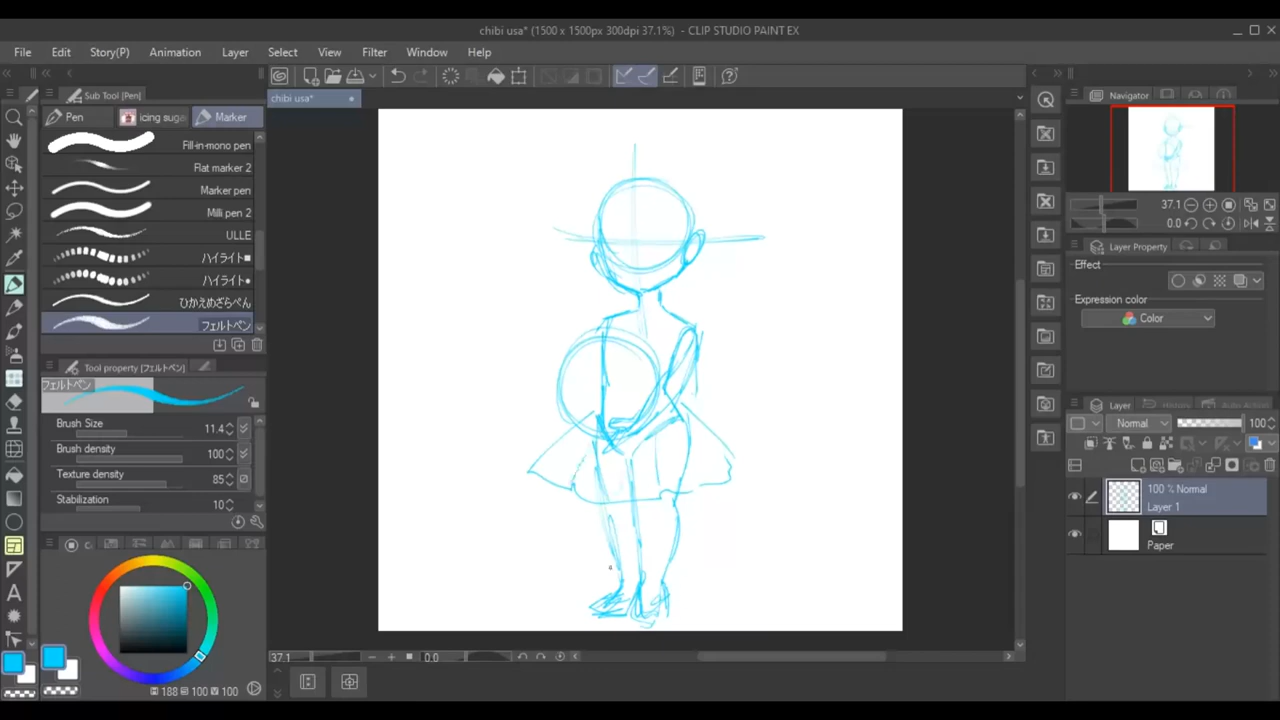 chibi usa* (1500 x 1500px 300dpi 37.1%) - CLIP STUDIO PAINT EX
File Edit Story(P) Animation Layer Select View Filter Window Help
Sub Tool [Pen]
Pen icing suga Marker
Fill-in-mono pen
Flat marker 2
Marker pen
Milli pen 2
ULLE
ハイライト■
ハイライト●
ひかえめざらぺん
フェルトペン
Tool property [フェルトペン]
フェルトペン
Brush Size 11.4
Brush density 100
Texture density 85
Stabilization 10
H 188 S 100 V 100
chibi usa*
37.1 0.0
Navigator
37.1
0.0
Layer Property
Effect
Expression color
Color
Layer History Auto Action
Normal 100
100 % Normal
Layer 1
Paper